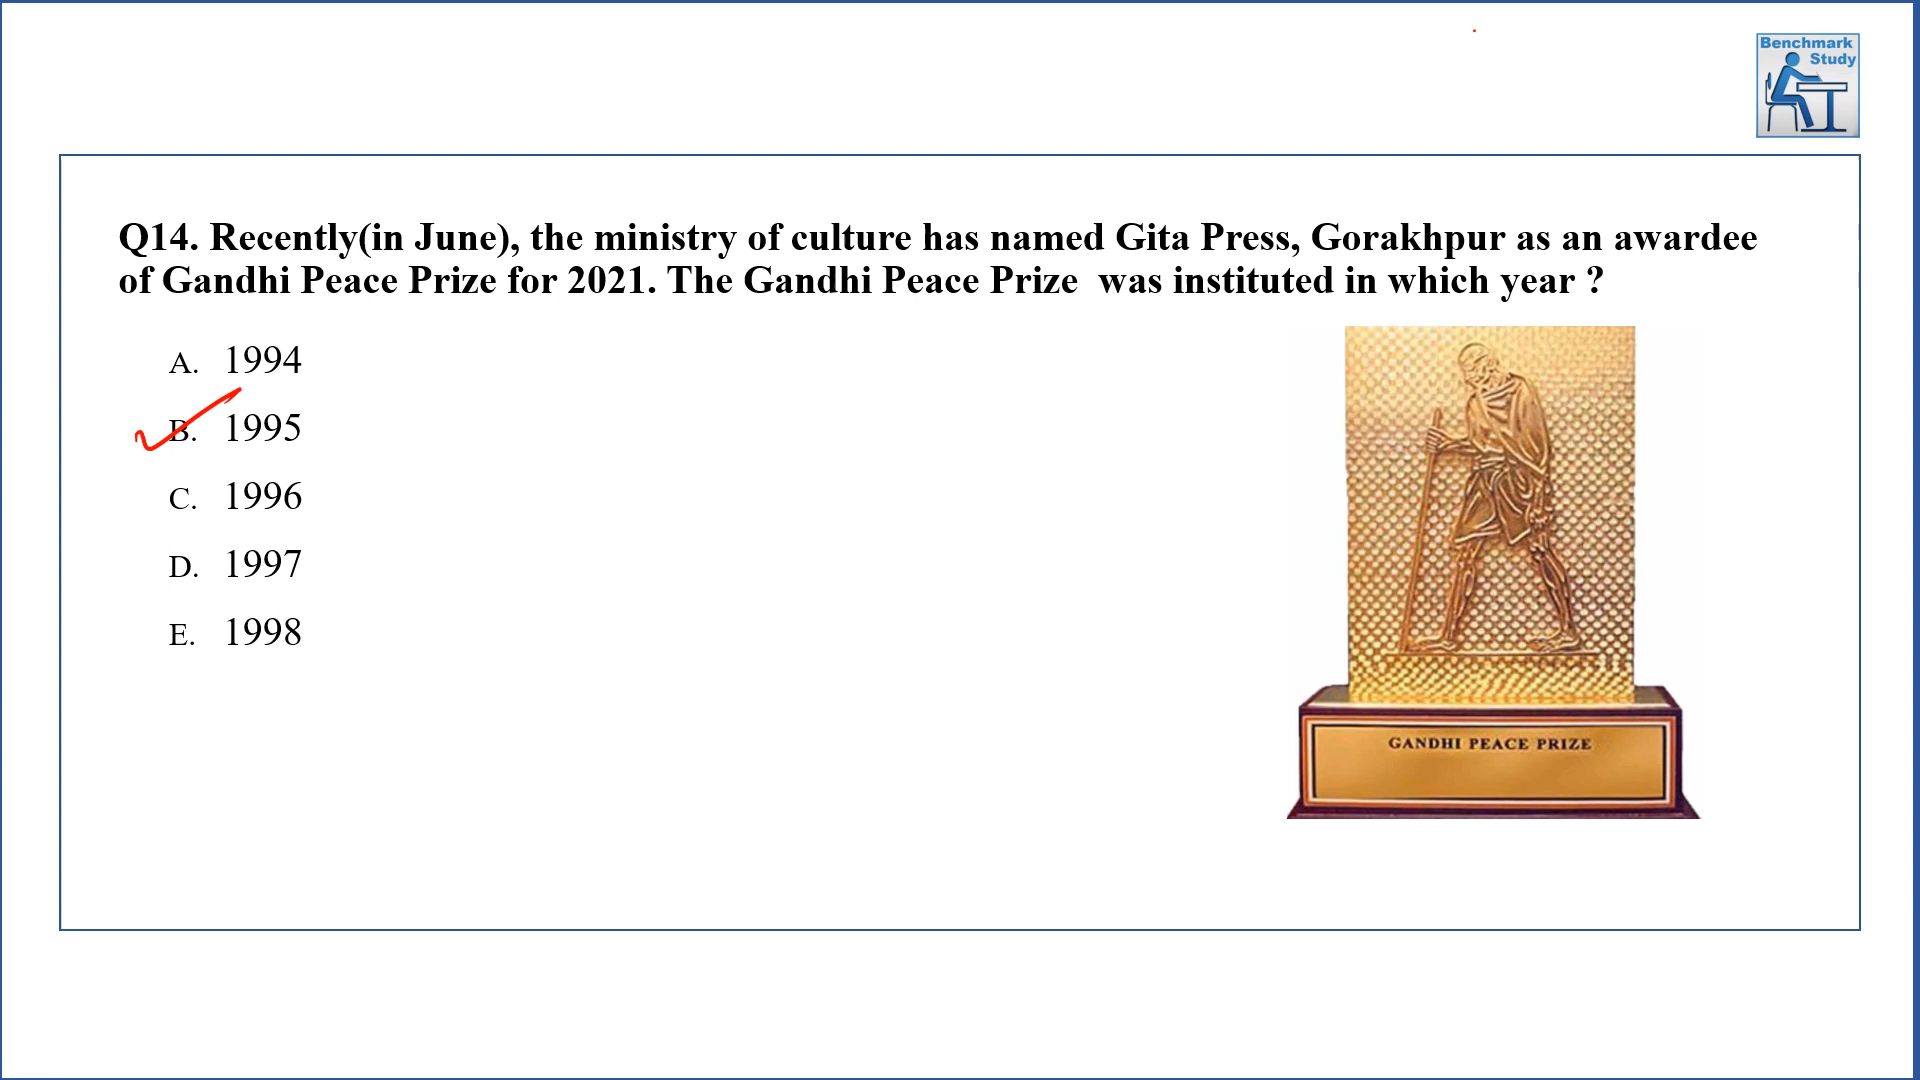 Benchmark
Study
Q14. Recently(in June), the ministry of culture has named Gita Press, Gorakhpur as an awardee
of Gandhi Peace Prize for 2021. The Gandhi Peace Prize  was instituted in which year ?
A. 1994
B. 1995
C. 1996
D. 1997
E. 1998
GANDHI PEACE PRIZE